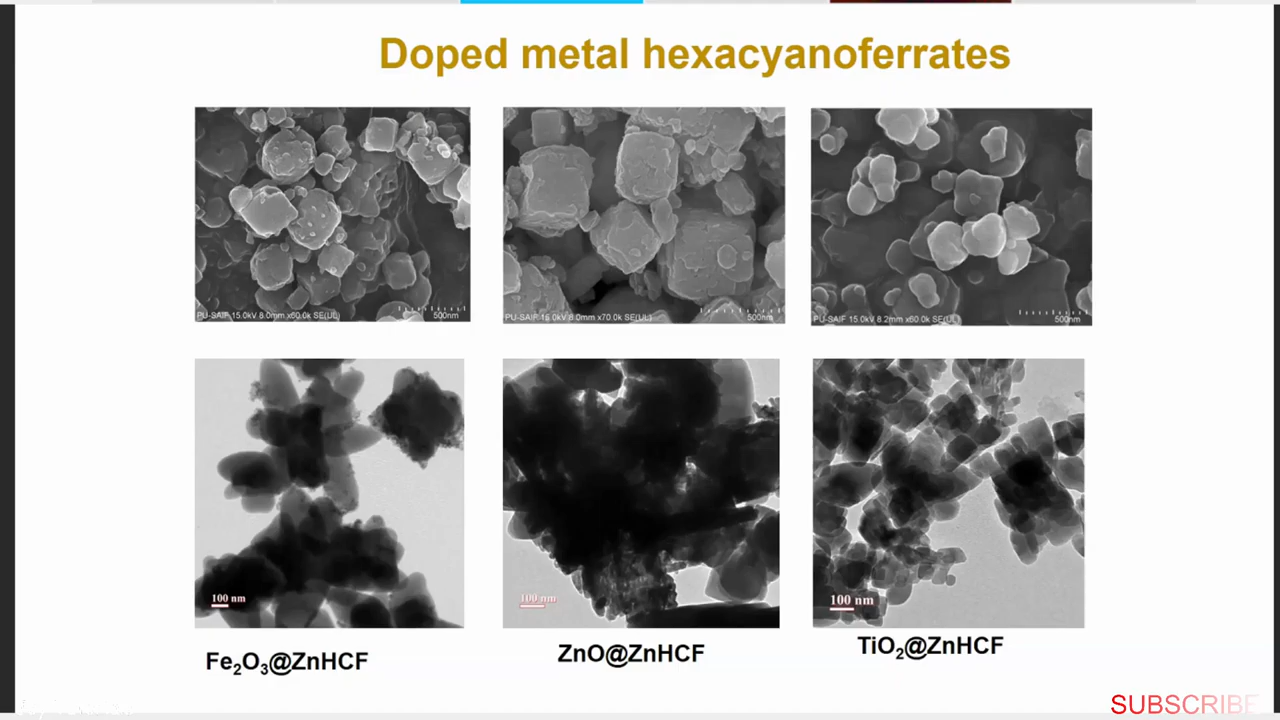 Doped metal hexacyanoferrates
PU-SAIF 15.0kV 8.0mm x60.0k SE(UL)
500nm
PU-SAIF 15.0kV 8.0mm x70.0k SE(UL)
500nm
PU-SAIF 15.0kV 8.2mm x60.0k SE(UL)
500nm
100 nm
100 nm
100 nm
Fe₂O₃@ZnHCF
ZnO@ZnHCF
TiO₂@ZnHCF
SUBSCRIBE